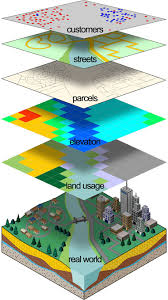 customers
streets
parcels
elevation
land usage
real world